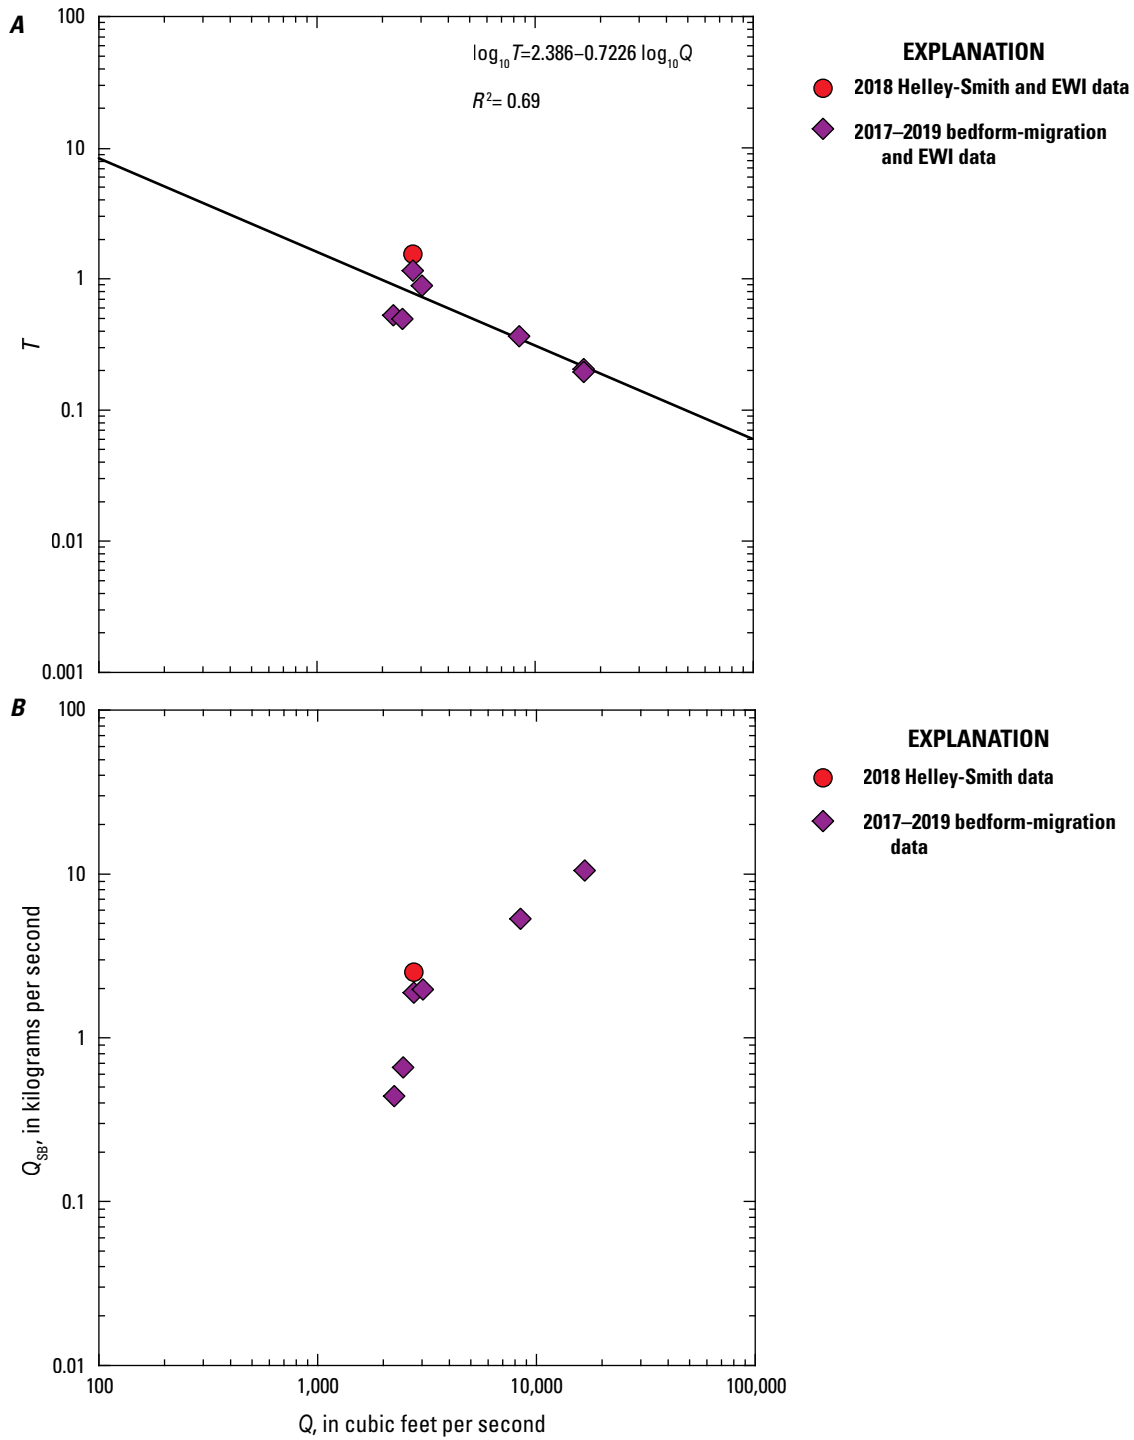 A
100
10
1
0.1
0.01
0.001
T
log10T=2.386–0.7226 log10Q
R2= 0.69
EXPLANATION
2018 Helley-Smith and EWI data
2017–2019 bedform-migration
and EWI data
B
100
10
1
0.1
0.01
QSB, in kilograms per second
100
1,000
10,000
100,000
Q, in cubic feet per second
EXPLANATION
2018 Helley-Smith data
2017–2019 bedform-migration
data